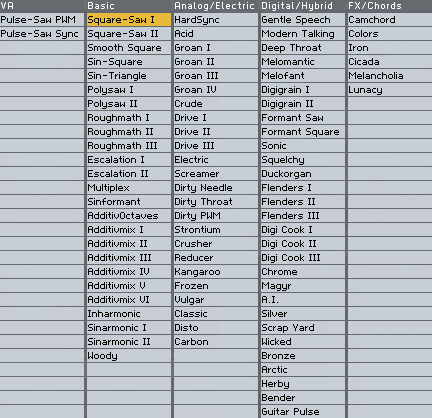 VA Basic Analog/Electric Digital/Hybrid FX/Chords
Pulse-Saw PWM Square-Saw I HardSync Gentle Speech Camchord
Pulse-Saw Sync Square-Saw II Acid Modern Talking Colors
Smooth Square Groan I Deep Throat Iron
Sin-Square Groan II Melomantic Cicada
Sin-Triangle Groan III Melofant Melancholia
Polysaw I Groan IV Digigrain I Lunacy
Polysaw II Crude Digigrain II
Roughmath I Drive I Formant Saw
Roughmath II Drive II Formant Square
Roughmath III Drive III Sonic
Escalation I Electric Squelchy
Escalation II Screamer Duckorgan
Multiplex Dirty Needle Flenders I
Sinformant Dirty Throat Flenders II
AdditivOctaves Dirty PWM Flenders III
Additivmix I Strontium Digi Cook I
Additivmix II Crusher Digi Cook II
Additivmix III Reducer Digi Cook III
Additivmix IV Kangaroo Chrome
Additivmix V Frozen Magyr
Additivmix VI Vulgar A.I.
Inharmonic Classic Silver
Sinarmonic I Disto Scrap Yard
Sinarmonic II Carbon Wicked
Woody Bronze
Arctic
Herby
Bender
Guitar Pulse